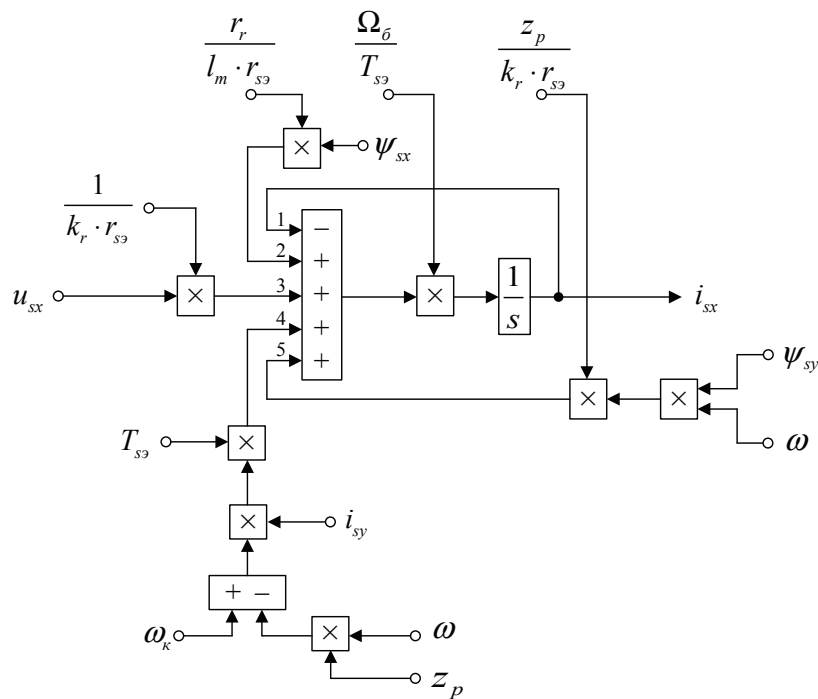 r_r / (l_m · r_sэ)
Ω_б / T_sэ
z_p / (k_r · r_sэ)
×
ψ_sx
1 / (k_r · r_sэ)
1 −
2 +
u_sx × 3 + × 1/s i_sx
4 +
5 +
ψ_sy
× ×
ω
T_sэ ×
× i_sy
+ −
ω_к × ω
z_p